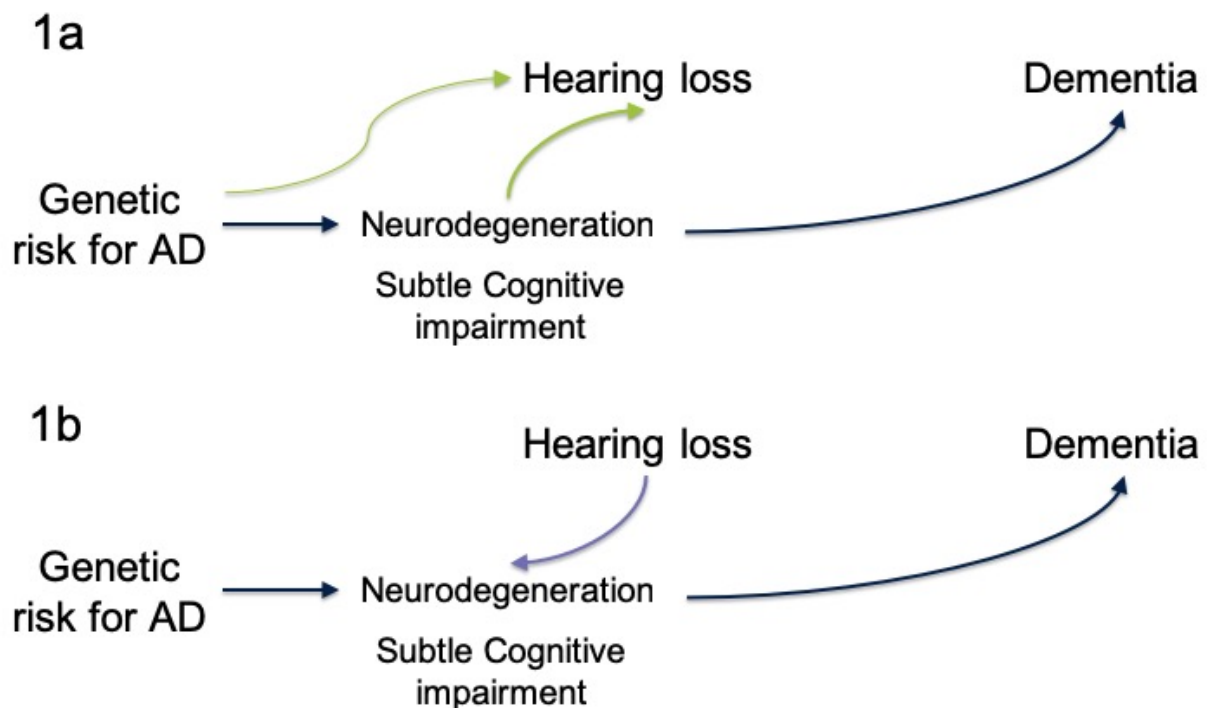 1a
Hearing loss
Dementia
Genetic
risk for AD
Neurodegeneration
Subtle Cognitive
impairment
1b
Hearing loss
Dementia
Genetic
risk for AD
Neurodegeneration
Subtle Cognitive
impairment